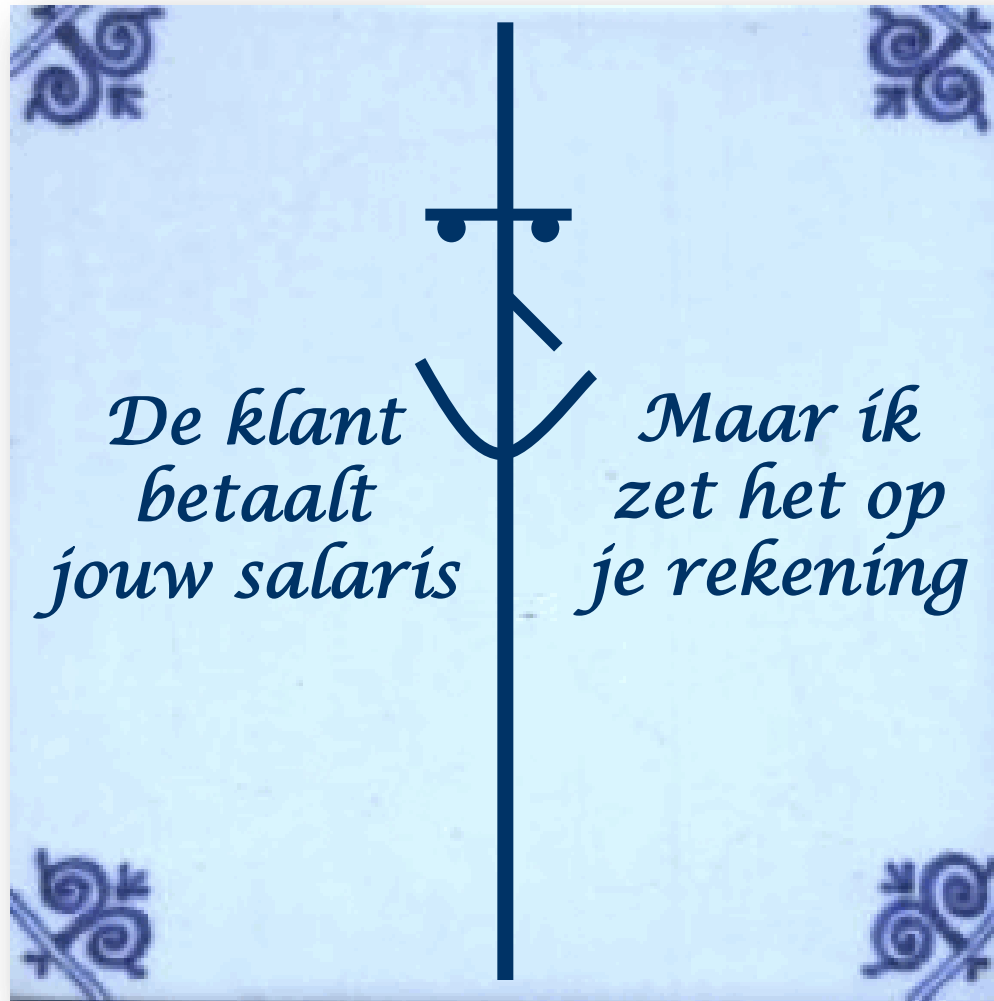 De klant
betaalt
jouw salaris
Maar ik
zet het op
je rekening